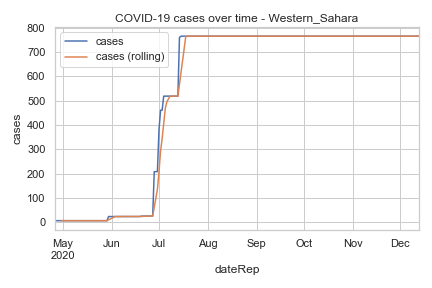 COVID-19 cases over time - Western_Sahara
cases
cases (rolling)
800
700
600
500
400
300
200
100
0
cases
May Jun Jul Aug Sep Oct Nov Dec
2020
dateRep